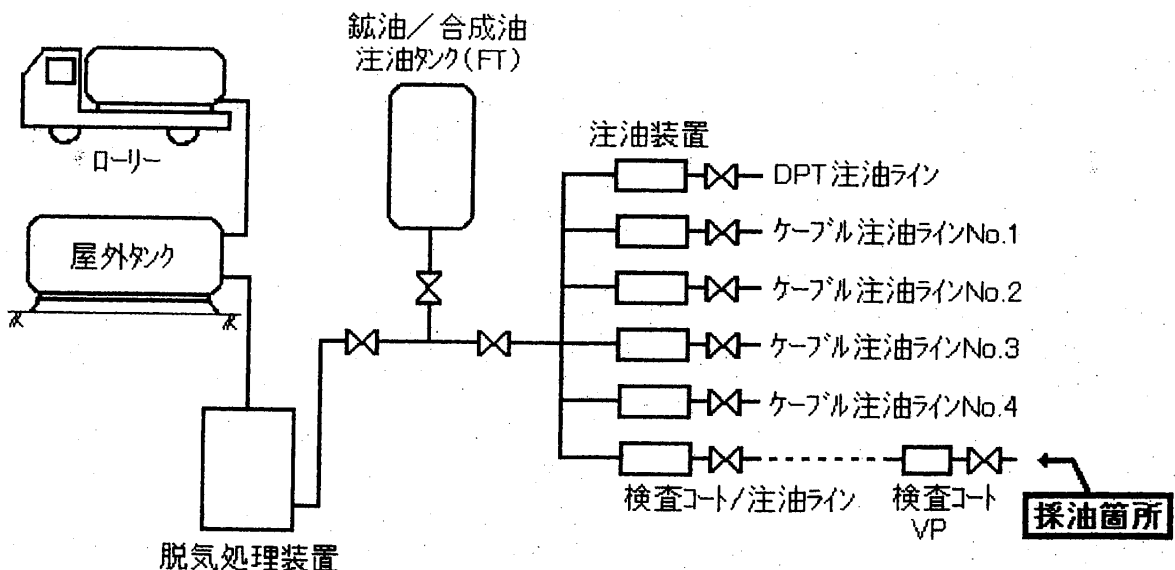 鉱油／合成油
注油タンク(FT)
ローリー
注油装置
DPT注油ライン
屋外タンク
ケーブル注油ラインNo.1
ケーブル注油ラインNo.2
ケーブル注油ラインNo.3
ケーブル注油ラインNo.4
検査コート/注油ライン
検査コート
VP
採油箇所
脱気処理装置